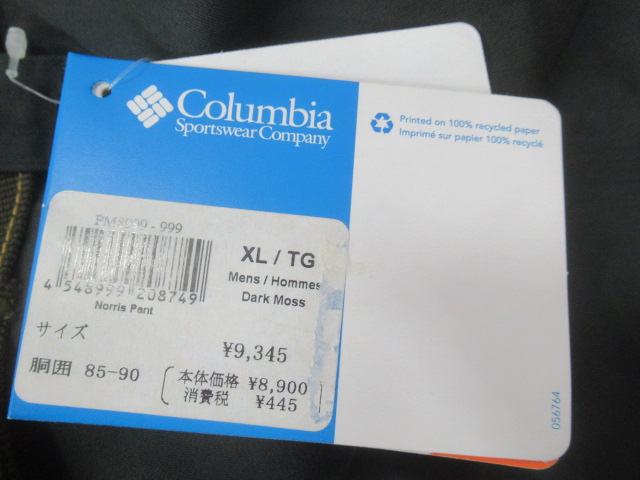 Columbia
Sportswear Company
Printed on 100% recycled paper
Imprimé sur papier 100% recyclé
PM8999-999
4 548999 208749
Norris Pant
XL / TG
Mens / Hommes
Dark Moss
サイズ
胴囲 85-90
¥9,345
本体価格 ¥8,900
消費税 ¥445
056764